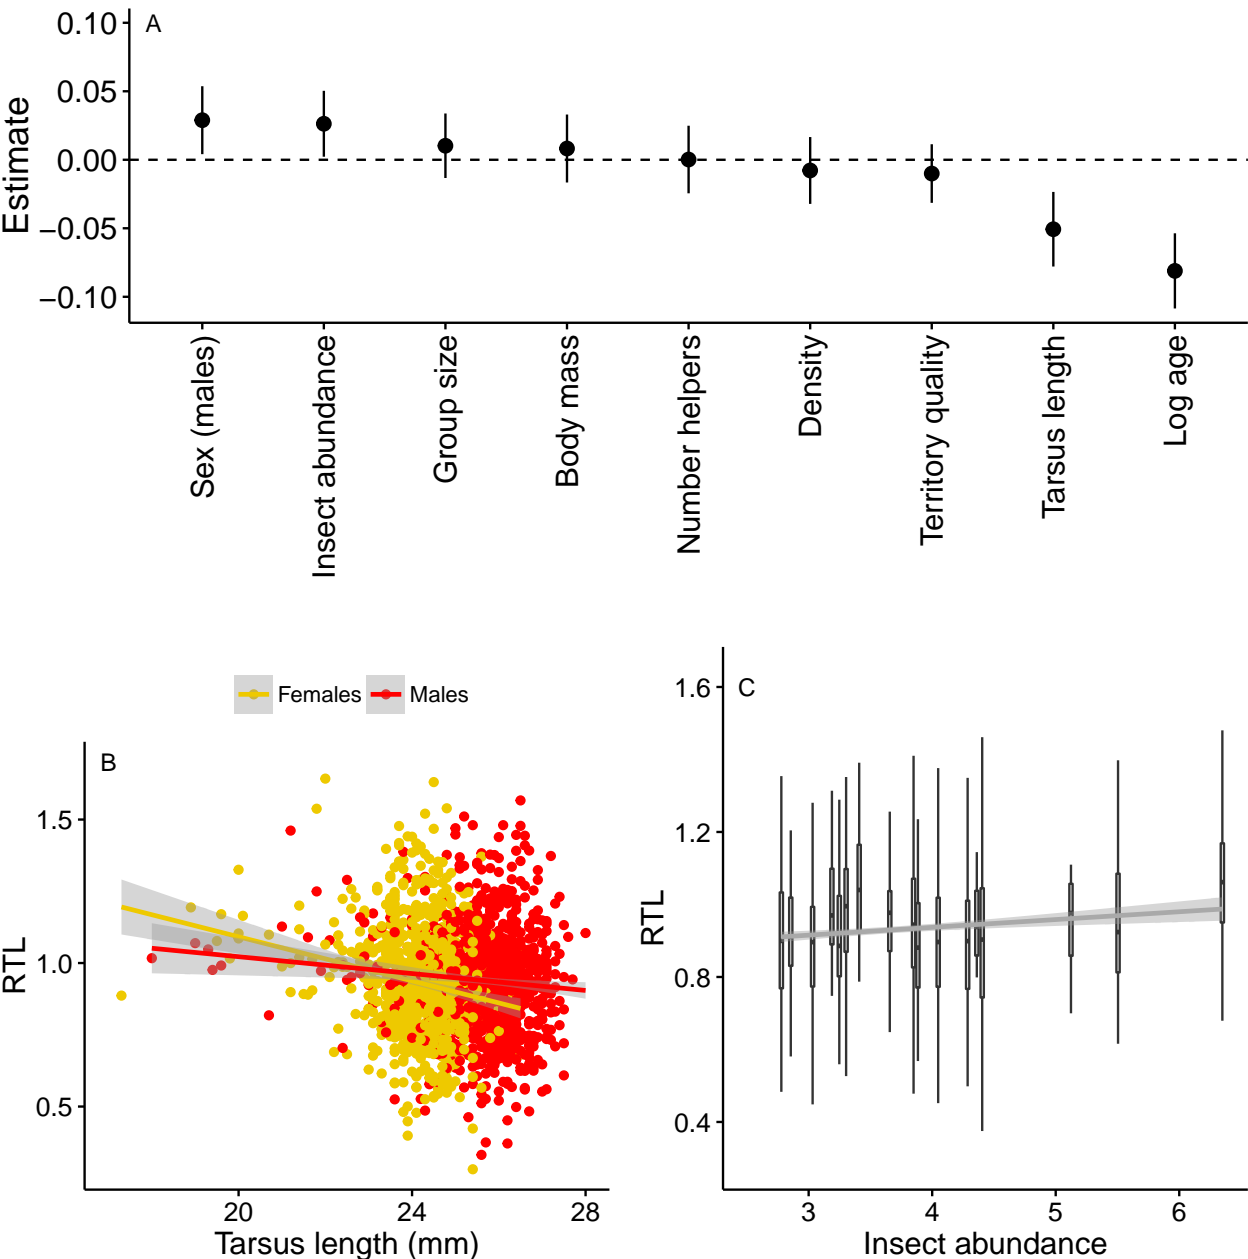 A
0.10
0.05
0.00
−0.05
−0.10
Estimate
Sex (males)
Insect abundance
Group size
Body mass
Number helpers
Density
Territory quality
Tarsus length
Log age
Females Males
B
1.5
1.0
0.5
RTL
20 24 28
Tarsus length (mm)
C
1.6
1.2
0.8
0.4
RTL
3 4 5 6
Insect abundance